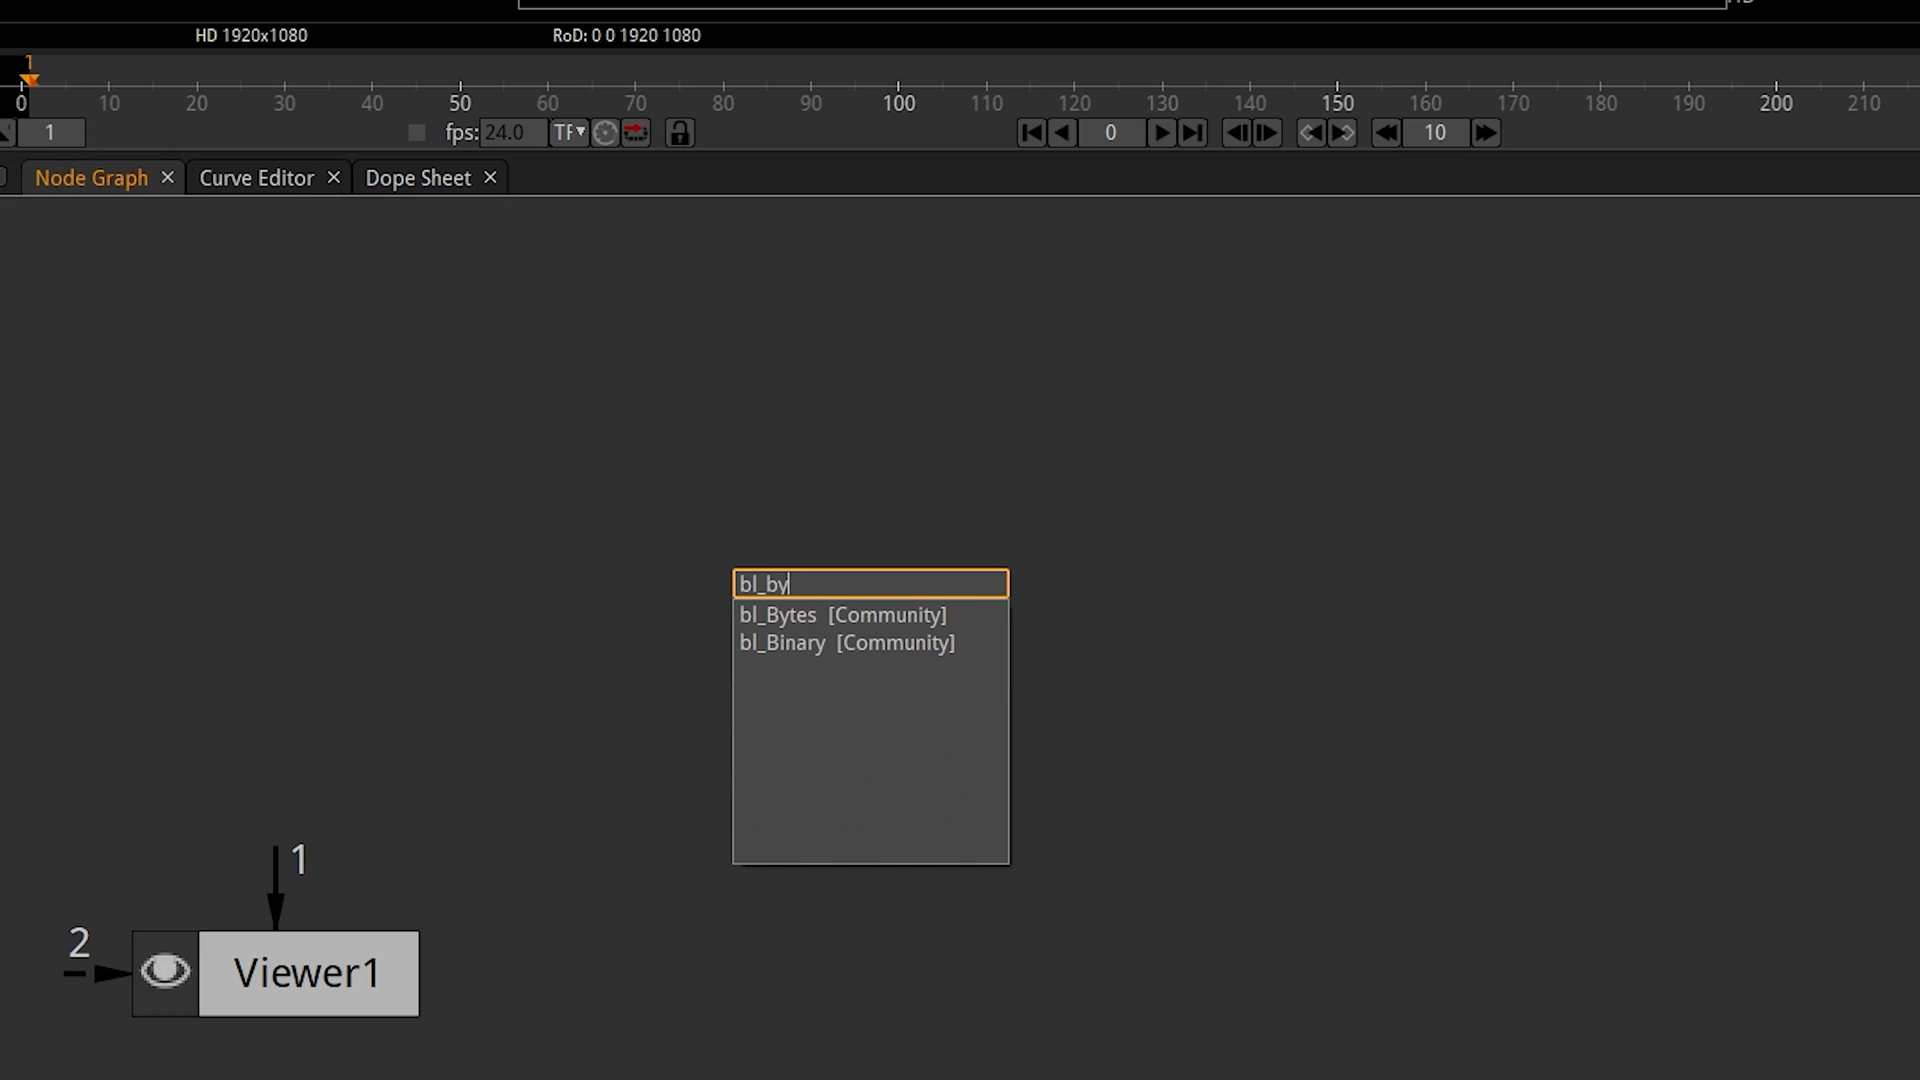 HD 1920x1080 RoD: 0 0 1920 1080
1
0 10 20 30 40 50 60 70 80 90 100 110 120 130 140 150 160 170 180 190 200 210
1 fps: 24.0 TF 0 10
Node Graph Curve Editor Dope Sheet
bl_by
bl_Bytes [Community]
bl_Binary [Community]
1
2
Viewer1